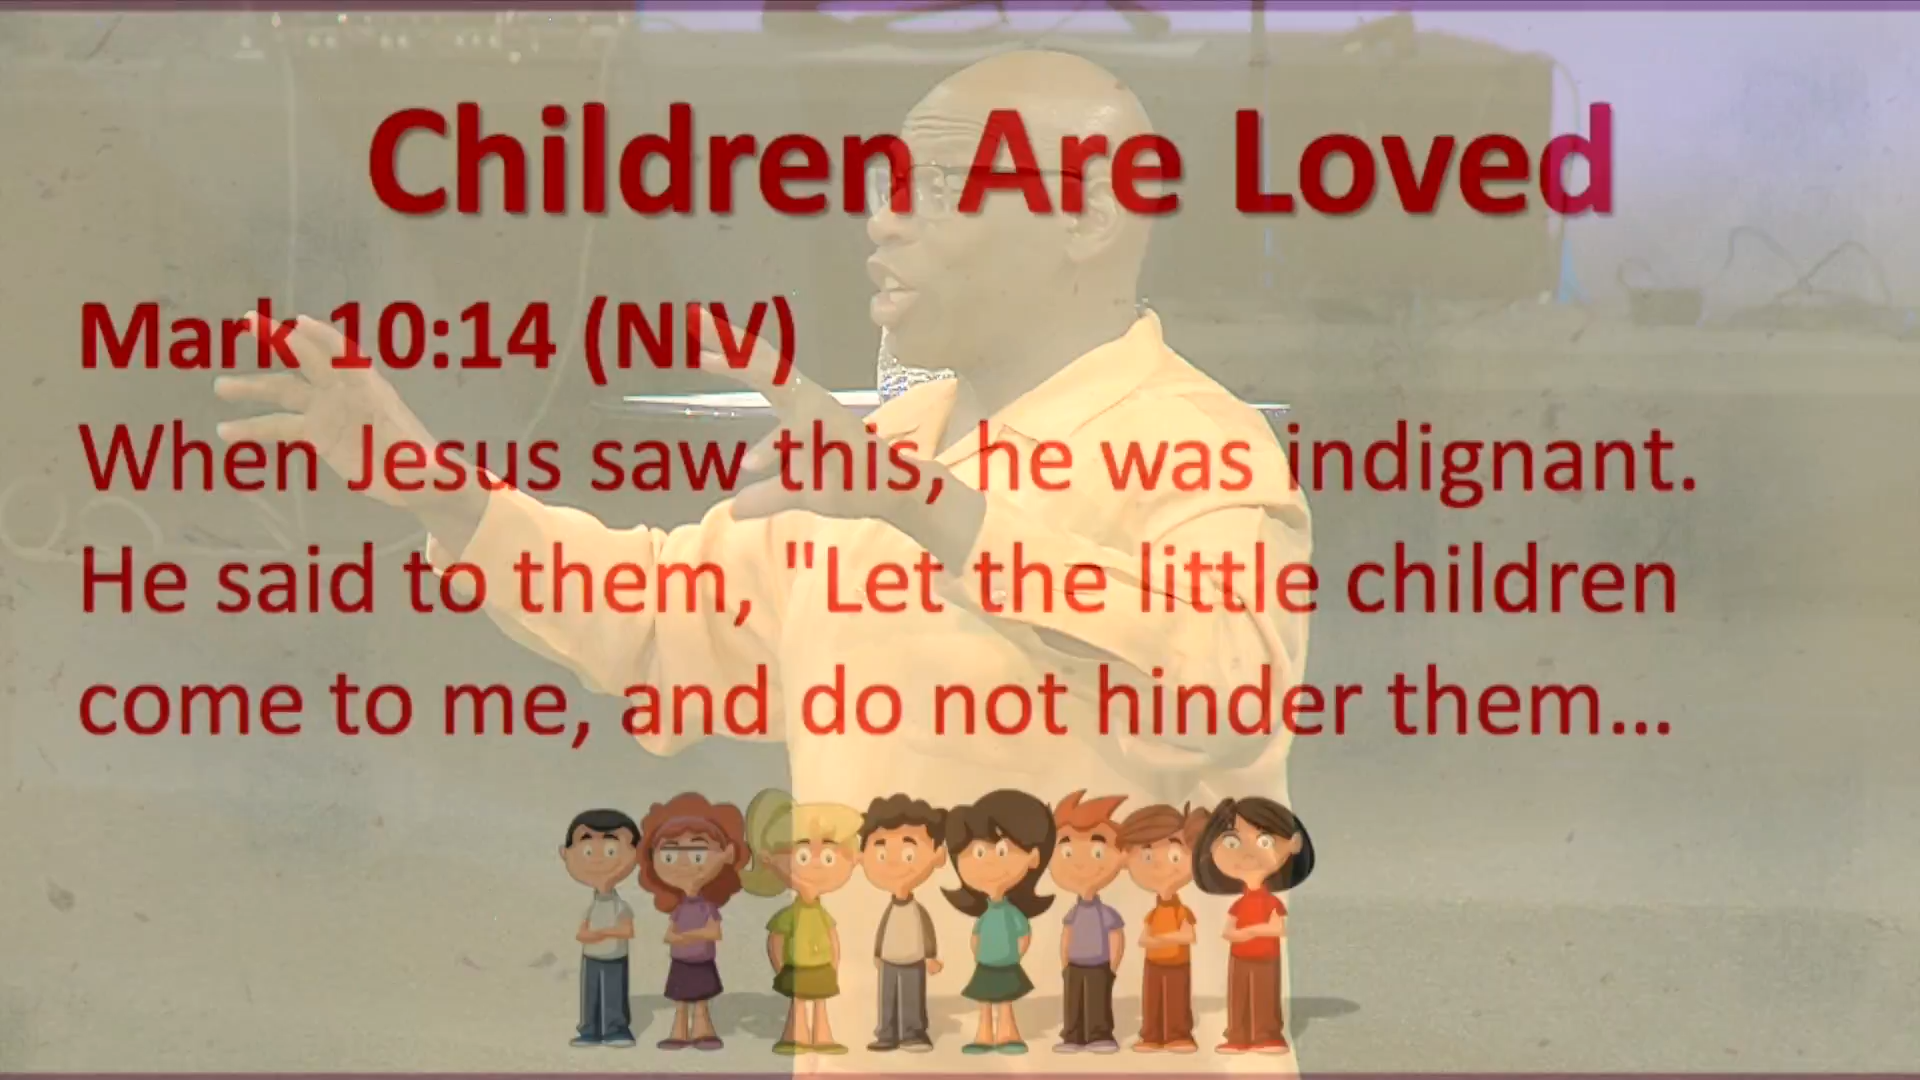 Children Are Loved
Mark 10:14 (NIV)
When Jesus saw this, he was indignant.
He said to them, "Let the little children
come to me, and do not hinder them...